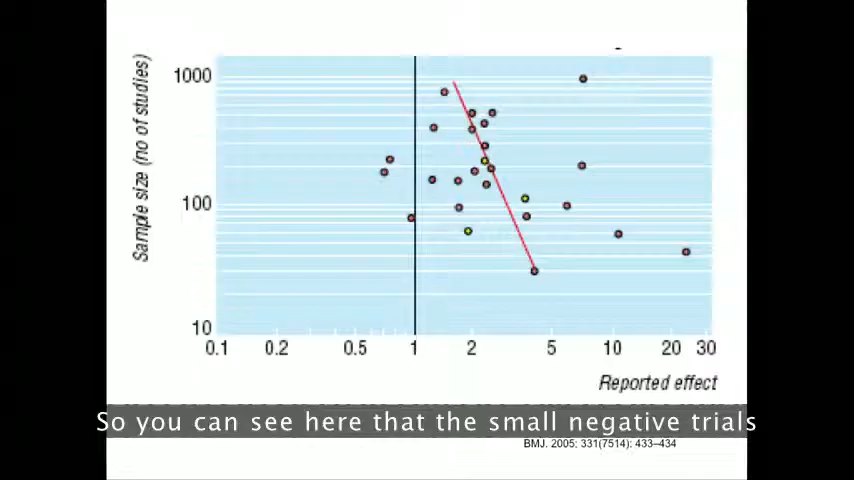 Sample size (no of studies)
1000
100
10
0.1 0.2 0.5 1 2 5 10 20 30
Reported effect
So you can see here that the small negative trials
BMJ. 2005; 331(7514): 433–434